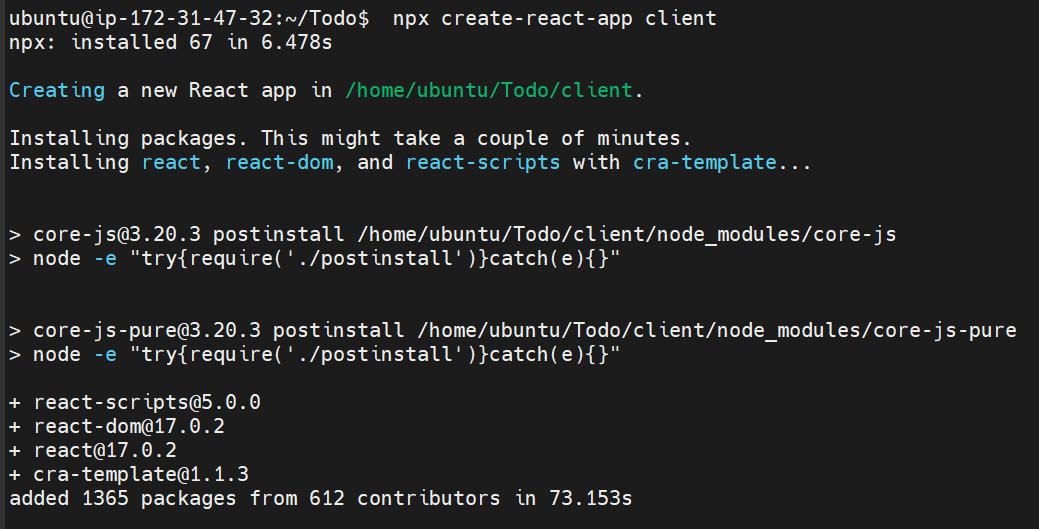 ubuntu@ip-172-31-47-32:~/Todo$  npx create-react-app client
npx: installed 67 in 6.478s
Creating a new React app in /home/ubuntu/Todo/client.
Installing packages. This might take a couple of minutes.
Installing react, react-dom, and react-scripts with cra-template...
> core-js@3.20.3 postinstall /home/ubuntu/Todo/client/node_modules/core-js
> node -e "try{require('./postinstall')}catch(e){}"
> core-js-pure@3.20.3 postinstall /home/ubuntu/Todo/client/node_modules/core-js-pure
> node -e "try{require('./postinstall')}catch(e){}"
+ react-scripts@5.0.0
+ react-dom@17.0.2
+ react@17.0.2
+ cra-template@1.1.3
added 1365 packages from 612 contributors in 73.153s